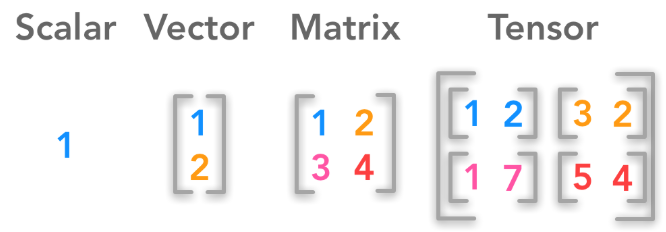 Scalar Vector Matrix Tensor
1 2 3 2
1 1 2
1
2 3 4 1 7 5 4